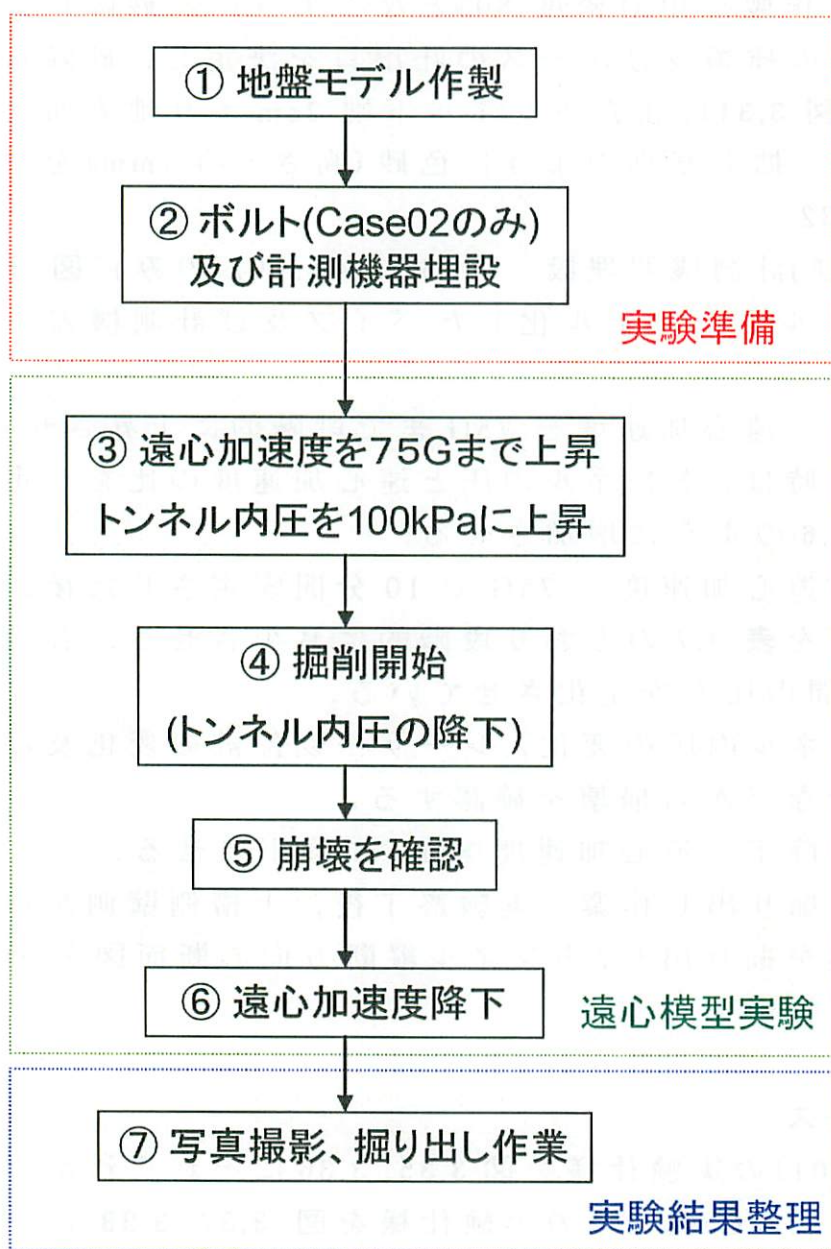 ① 地盤モデル作製
② ボルト(Case02のみ)
及び計測機器埋設
実験準備
③ 遠心加速度を75Gまで上昇
トンネル内圧を100kPaに上昇
④ 掘削開始
(トンネル内圧の降下)
⑤ 崩壊を確認
⑥ 遠心加速度降下
遠心模型実験
⑦ 写真撮影、掘り出し作業
実験結果整理